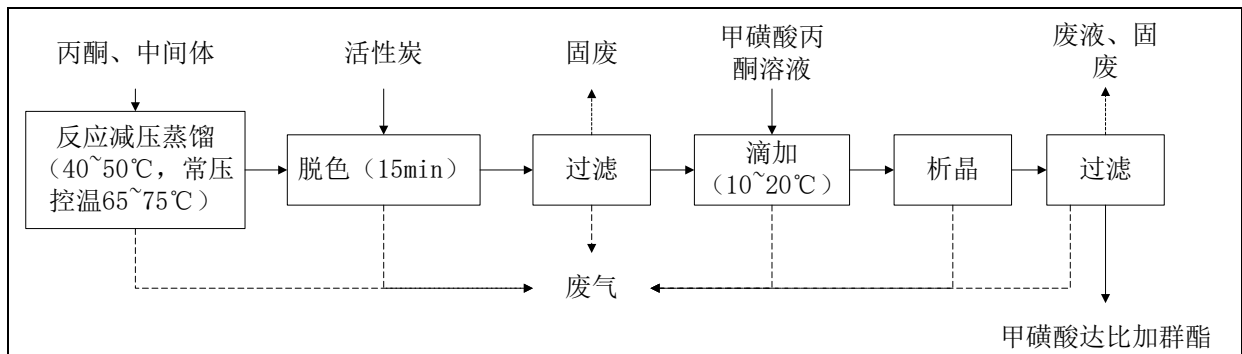 丙酮、中间体
活性炭
固废
甲磺酸丙
酮溶液
废液、固
废
反应减压蒸馏
（40~50℃，常压
控温65~75℃）
脱色（15min）
过滤
滴加
（10~20℃）
析晶
过滤
废气
甲磺酸达比加群酯